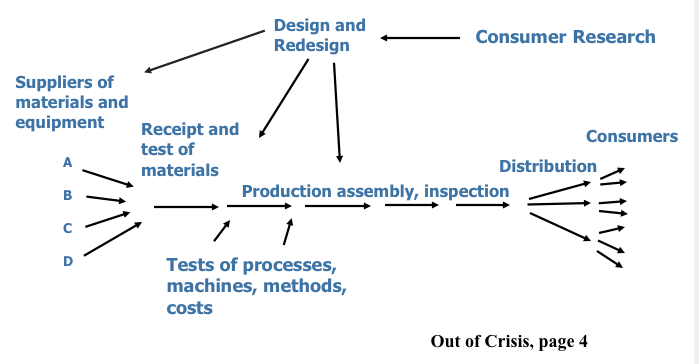 Design and
Redesign
Consumer Research
Suppliers of
materials and
equipment
Receipt and
test of
materials
Consumers
A
B
C
D
Distribution
Production assembly, inspection
Tests of processes,
machines, methods,
costs
Out of Crisis, page 4